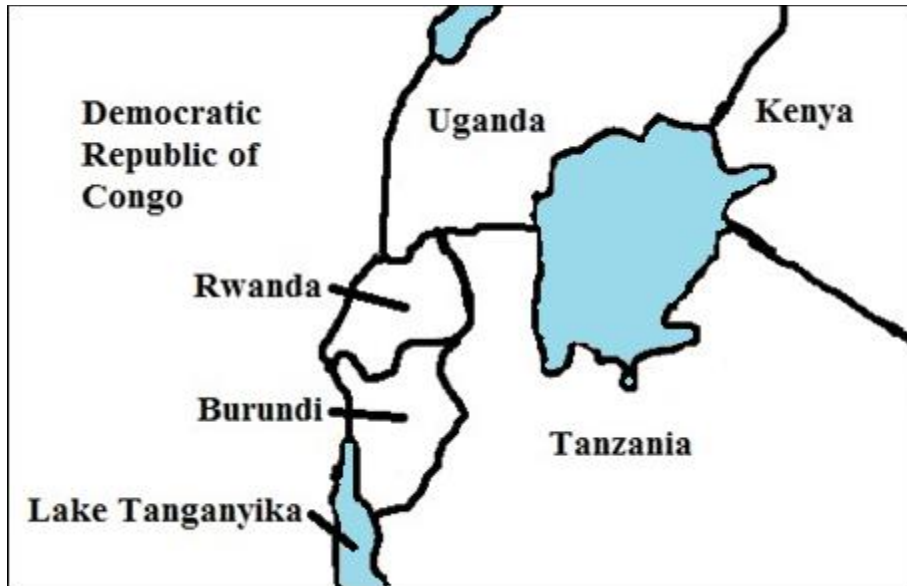 Democratic
Republic of
Congo
Uganda
Kenya
Rwanda
Burundi
Tanzania
Lake Tanganyika